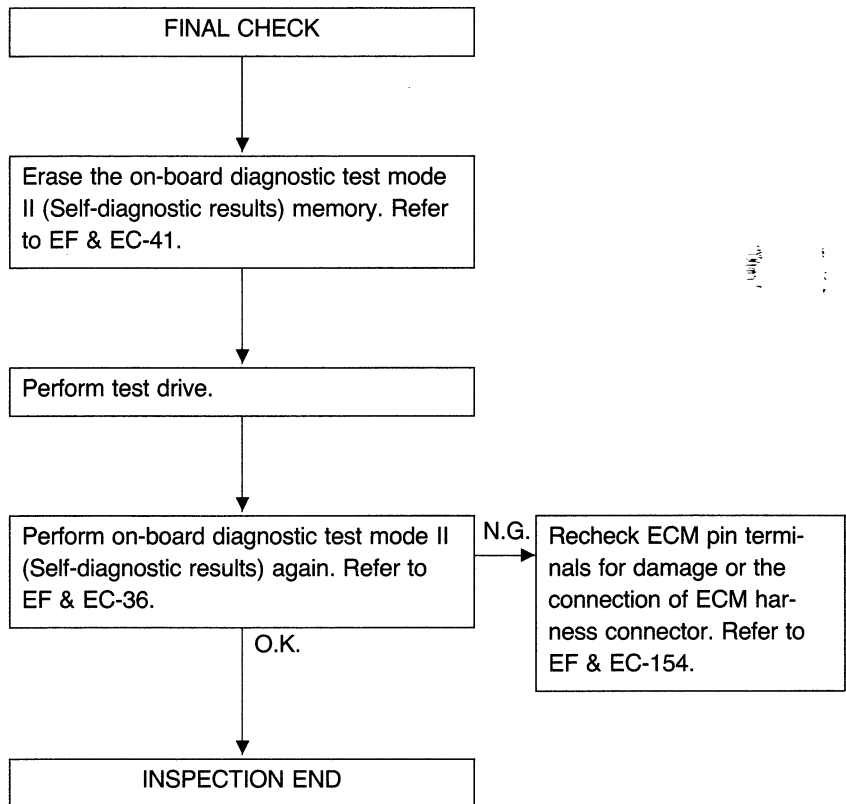 FINAL CHECK
Erase the on-board diagnostic test mode
II (Self-diagnostic results) memory. Refer
to EF & EC-41.
Perform test drive.
Perform on-board diagnostic test mode II
(Self-diagnostic results) again. Refer to
EF & EC-36.
N.G.
Recheck ECM pin termi-
nals for damage or the
connection of ECM har-
ness connector. Refer to
EF & EC-154.
O.K.
INSPECTION END